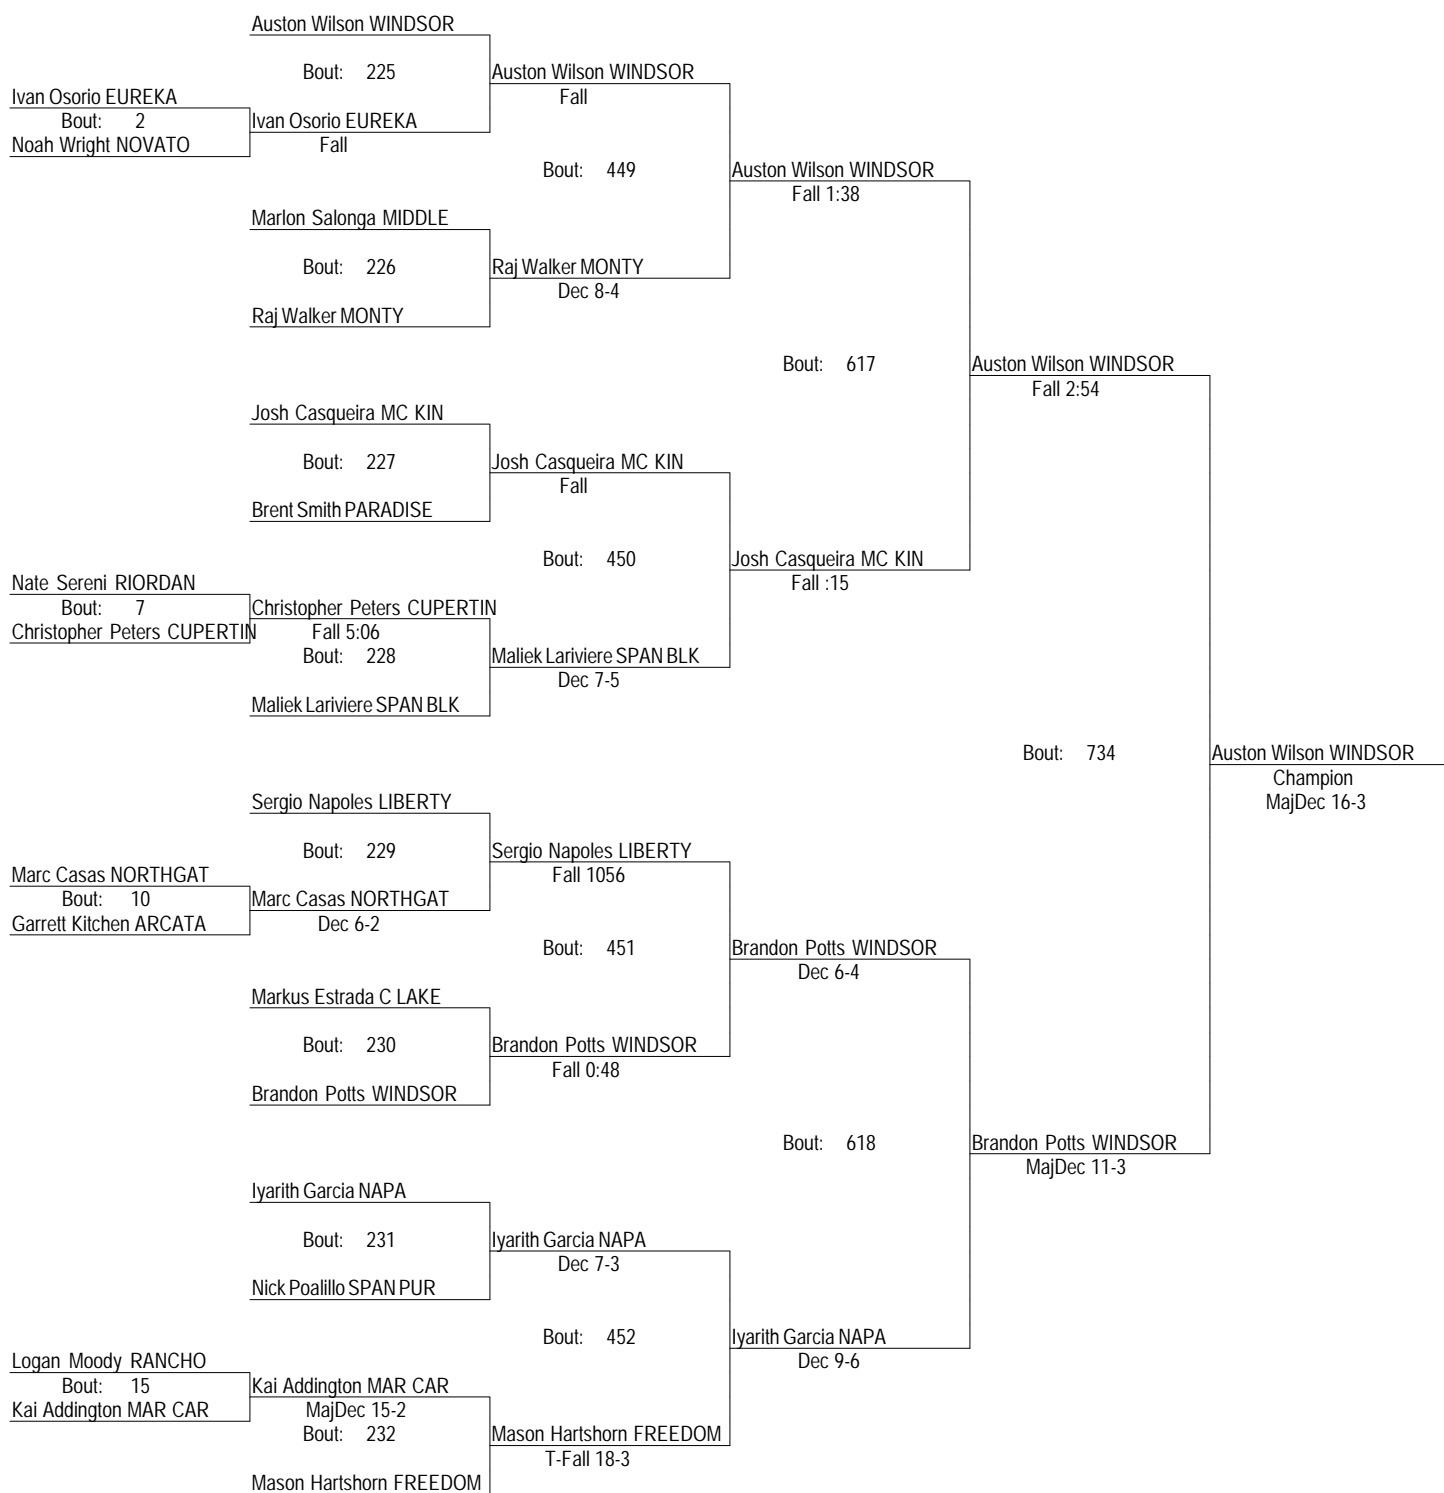 Auston Wilson WINDSOR
Bout: 225
Auston Wilson WINDSOR
Fall
Ivan Osorio EUREKA
Bout: 2
Noah Wright NOVATO
Ivan Osorio EUREKA
Fall
Bout: 449
Auston Wilson WINDSOR
Fall 1:38
Marlon Salonga MIDDLE
Bout: 226
Raj Walker MONTY
Dec 8-4
Raj Walker MONTY
Bout: 617
Auston Wilson WINDSOR
Fall 2:54
Josh Casqueira MC KIN
Bout: 227
Josh Casqueira MC KIN
Fall
Brent Smith PARADISE
Bout: 450
Josh Casqueira MC KIN
Fall :15
Nate Sereni RIORDAN
Bout: 7
Christopher Peters CUPERTIN
Christopher Peters CUPERTIN
Fall 5:06
Bout: 228
Maliek Lariviere SPAN BLK
Dec 7-5
Maliek Lariviere SPAN BLK
Bout: 734
Auston Wilson WINDSOR
Champion
MajDec 16-3
Sergio Napoles LIBERTY
Bout: 229
Sergio Napoles LIBERTY
Fall 1056
Marc Casas NORTHGAT
Bout: 10
Garrett Kitchen ARCATA
Marc Casas NORTHGAT
Dec 6-2
Bout: 451
Brandon Potts WINDSOR
Dec 6-4
Markus Estrada C LAKE
Bout: 230
Brandon Potts WINDSOR
Fall 0:48
Brandon Potts WINDSOR
Bout: 618
Brandon Potts WINDSOR
MajDec 11-3
Iyarith Garcia NAPA
Bout: 231
Iyarith Garcia NAPA
Dec 7-3
Nick Poalillo SPAN PUR
Bout: 452
Iyarith Garcia NAPA
Dec 9-6
Logan Moody RANCHO
Bout: 15
Kai Addington MAR CAR
Kai Addington MAR CAR
MajDec 15-2
Bout: 232
Mason Hartshorn FREEDOM
T-Fall 18-3
Mason Hartshorn FREEDOM